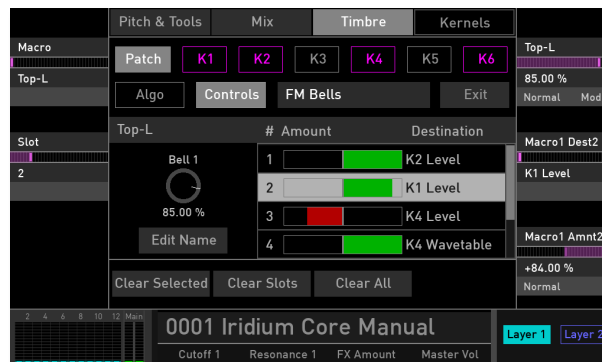 Pitch & Tools Mix Timbre Kernels
Macro
Top-L
Patch K1 K2 K3 K4 K5 K6
Top-L
85.00 %
Normal Mod
Algo Controls FM Bells Exit
Slot
2
Top-L # Amount Destination
Bell 1
85.00 %
Edit Name
1 K2 Level
2 K1 Level
3 K4 Level
4 K4 Wavetable
Macro1 Dest2
K1 Level
Macro1 Amnt2
+84.00 %
Normal
Clear Selected Clear Slots Clear All
2 4 6 8 10 12 Main
0001 Iridium Core Manual
Cutoff 1 Resonance 1 FX Amount Master Vol
Layer 1 Layer 2